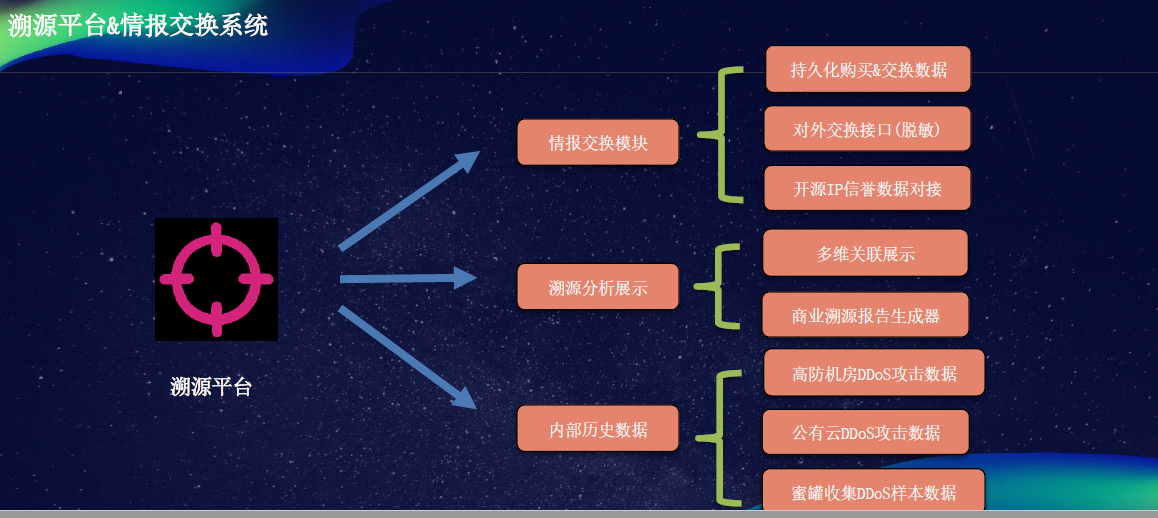 溯源平台&情报交换系统
溯源平台
情报交换模块
持久化购买&交换数据
对外交换接口(脱敏)
开源IP信誉数据对接
溯源分析展示
多维关联展示
商业溯源报告生成器
内部历史数据
高防机房DDoS攻击数据
公有云DDoS攻击数据
蜜罐收集DDoS样本数据